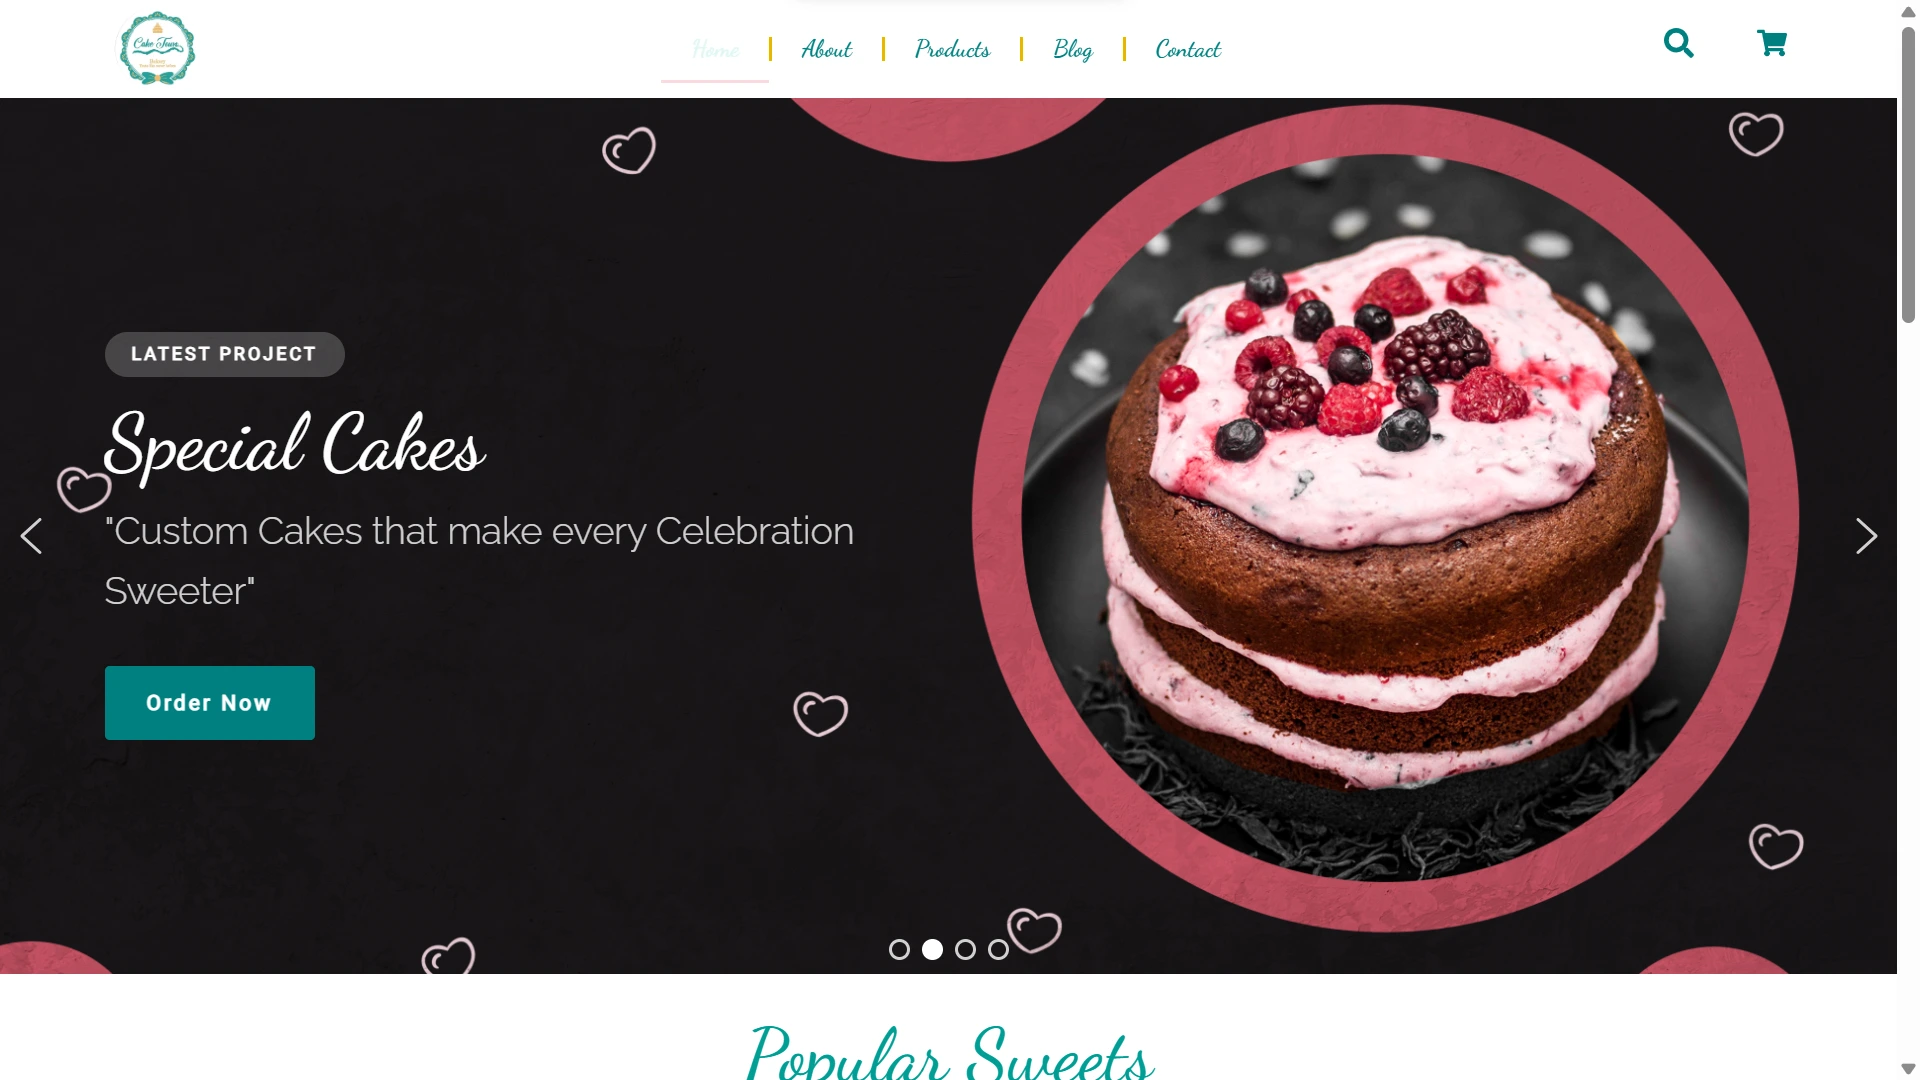 Cake Town
Bakery
Home
About
Products
Blog
Contact
LATEST PROJECT
Special Cakes
"Custom Cakes that make every Celebration
Sweeter"
Order Now
Popular Sweets